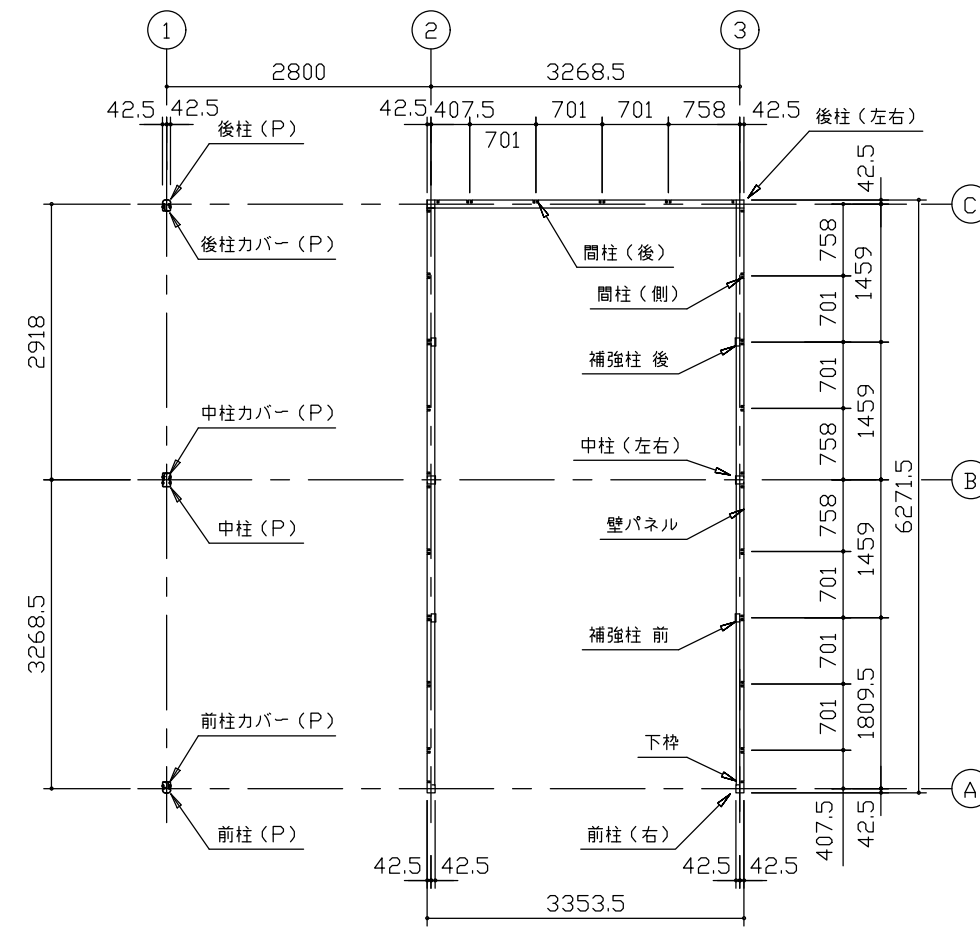 1
2
3
2800
3268.5
42.5
42.5
42.5
407.5
701
701
701
758
42.5
後柱（左右）
後柱（P）
42.5
C
後柱カバー（P）
間柱（後）
758
1459
間柱（側）
701
2918
補強柱 後
701
1459
中柱カバー（P）
中柱（左右）
758
B
6271.5
壁パネル
758
中柱（P）
1459
701
3268.5
補強柱 前
701
1809.5
前柱カバー（P）
下枠
701
A
前柱（P）
前柱（右）
407.5
42.5
42.5
42.5
42.5
42.5
3353.5